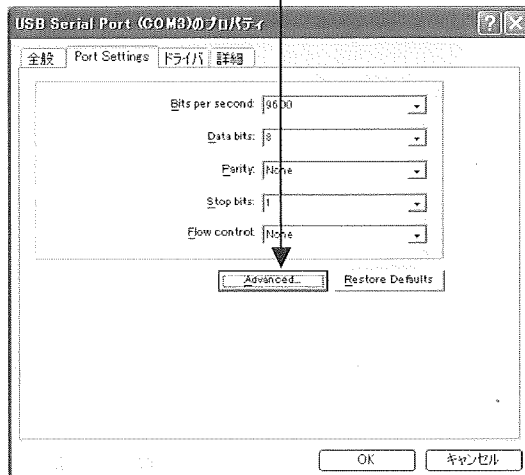 USB Serial Port (COM3)のプロパティ
全般 Port Settings ドライバ 詳細
Bits per second: 9600
Data bits: 8
Parity: None
Stop bits: 1
Flow control: None
Advanced... Restore Defaults
OK キャンセル